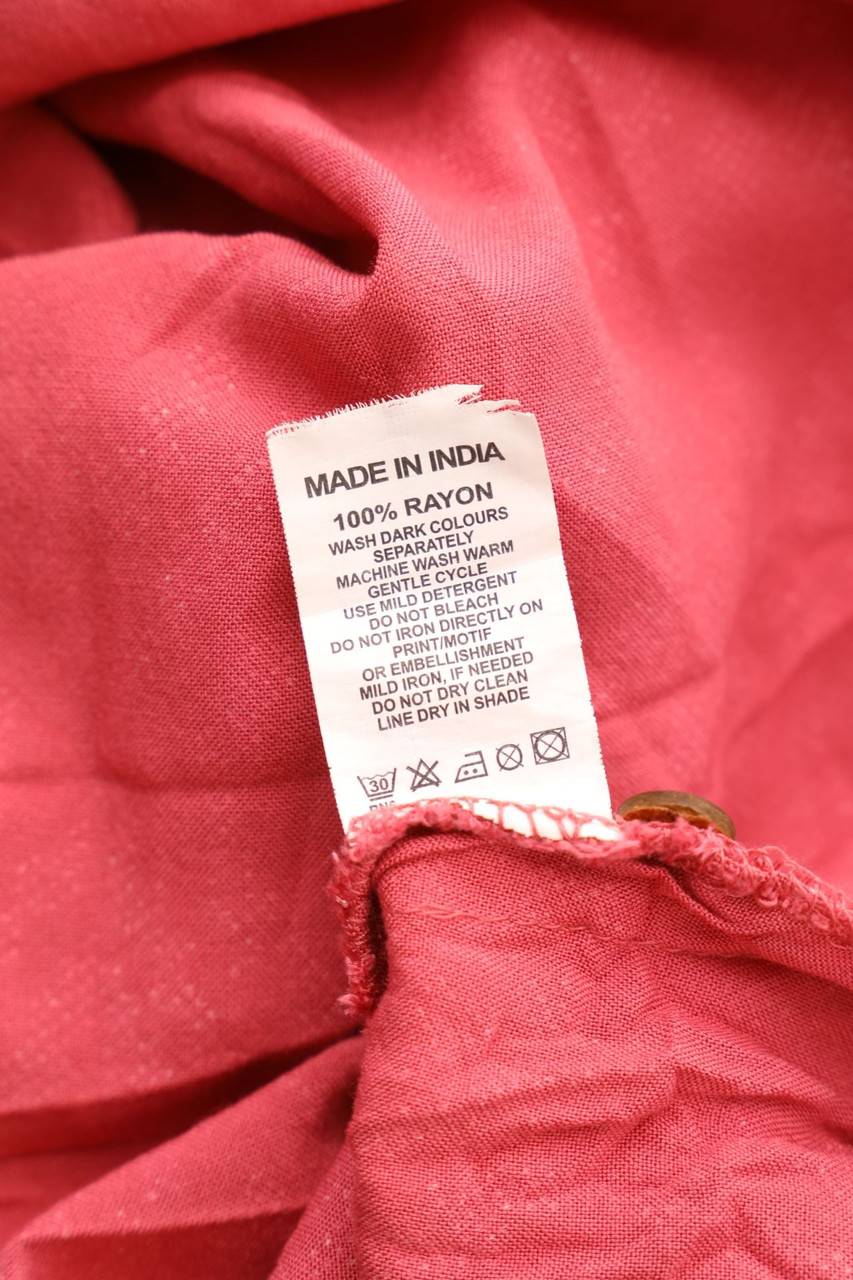 MADE IN INDIA
100% RAYON
WASH DARK COLOURS
SEPARATELY
MACHINE WASH WARM
GENTLE CYCLE
USE MILD DETERGENT
DO NOT BLEACH
DO NOT IRON DIRECTLY ON
PRINT/MOTIF
OR EMBELLISHMENT
MILD IRON, IF NEEDED
DO NOT DRY CLEAN
LINE DRY IN SHADE
30